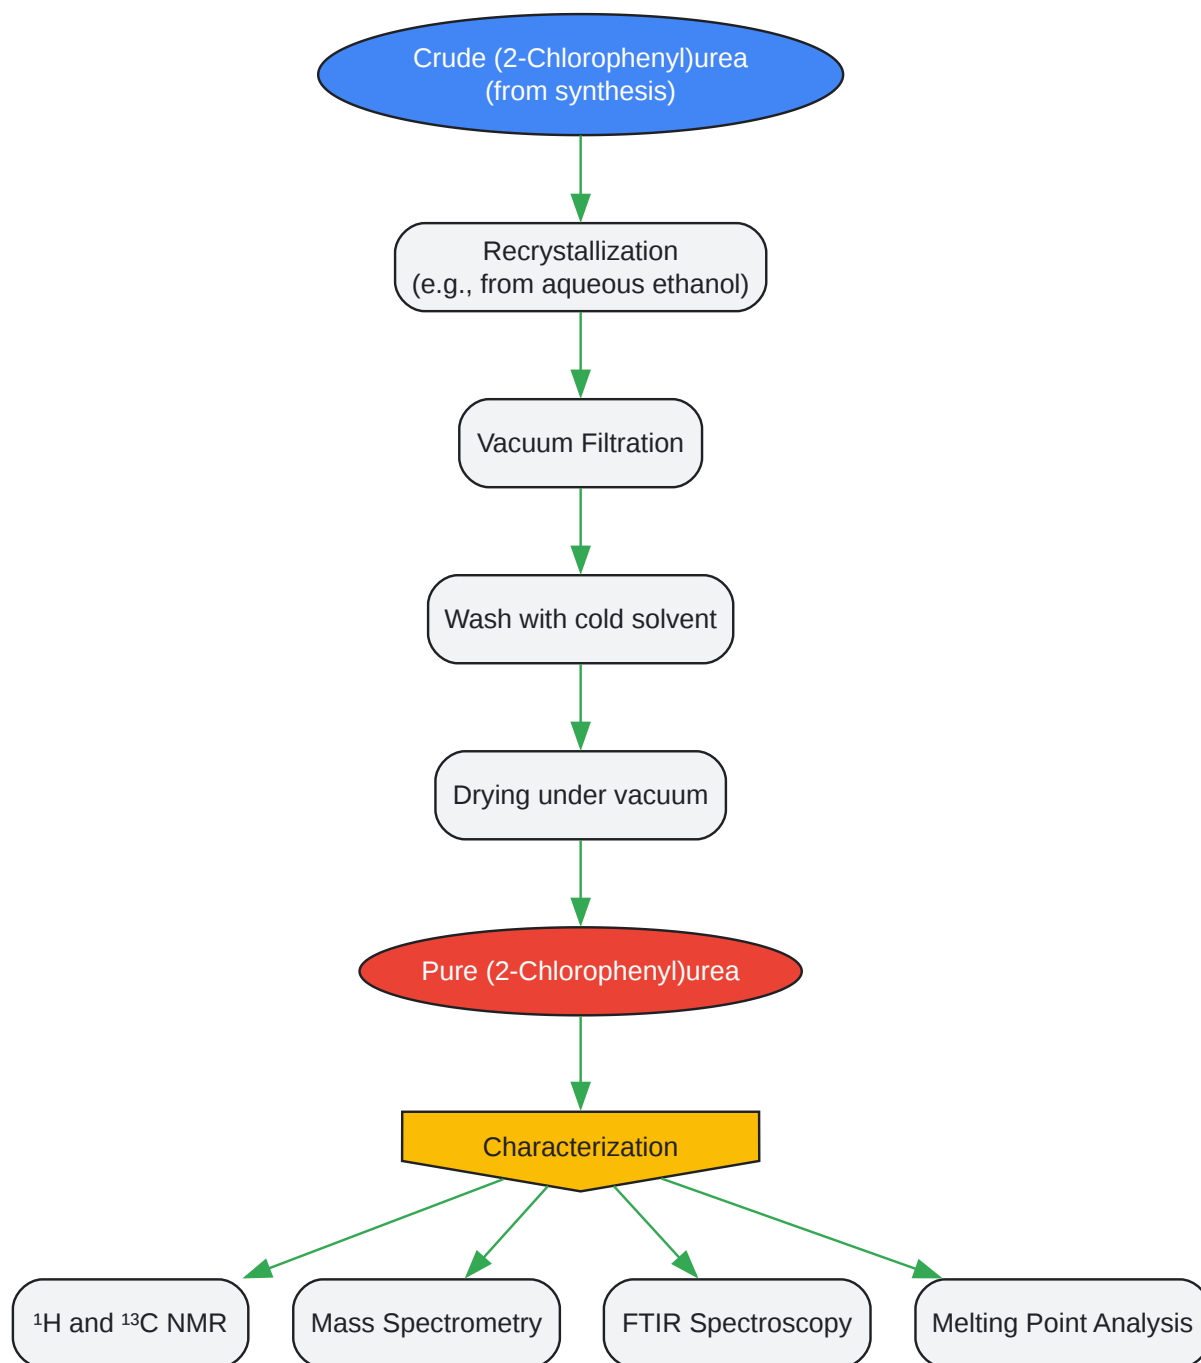 Crude (2-Chlorophenyl)urea
(from synthesis)
Recrystallization
(e.g., from aqueous ethanol)
Vacuum Filtration
Wash with cold solvent
Drying under vacuum
Pure (2-Chlorophenyl)urea
Characterization
¹H and ¹³C NMR
Mass Spectrometry
FTIR Spectroscopy
Melting Point Analysis